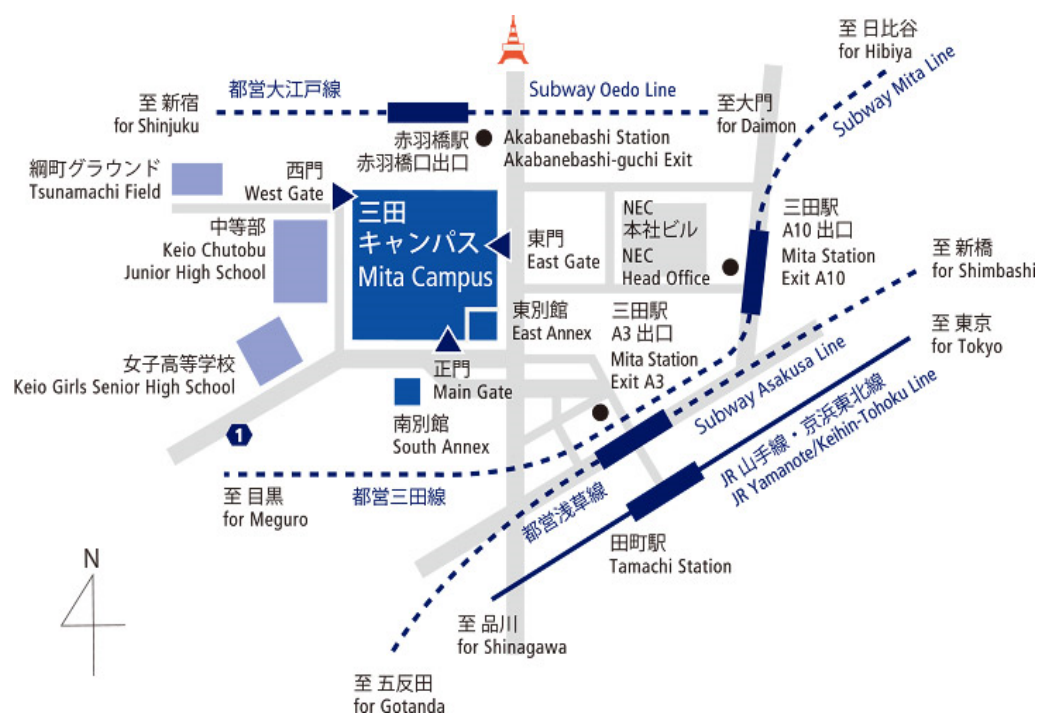 至 日比谷
for Hibiya
Subway Mita Line
至 新宿
for Shinjuku
都営大江戸線
Subway Oedo Line
至大門
for Daimon
赤羽橋駅
赤羽橋口出口
Akabanebashi Station
Akabanebashi-guchi Exit
綱町グラウンド
Tsunamachi Field
西門
West Gate
三田
キャンパス
Mita Campus
中等部
Keio Chutobu
Junior High School
東門
East Gate
NEC
本社ビル
NEC
Head Office
三田駅
A10 出口
Mita Station
Exit A10
至 新橋
for Shimbashi
東別館
East Annex
三田駅
A3 出口
Mita Station
Exit A3
至 東京
for Tokyo
女子高等学校
Keio Girls Senior High School
正門
Main Gate
南別館
South Annex
Subway Asakusa Line
JR 山手線・京浜東北線
JR Yamanote/Keihin-Tohoku Line
1
至 目黒
for Meguro
都営三田線
都営浅草線
田町駅
Tamachi Station
N
至 品川
for Shinagawa
至 五反田
for Gotanda